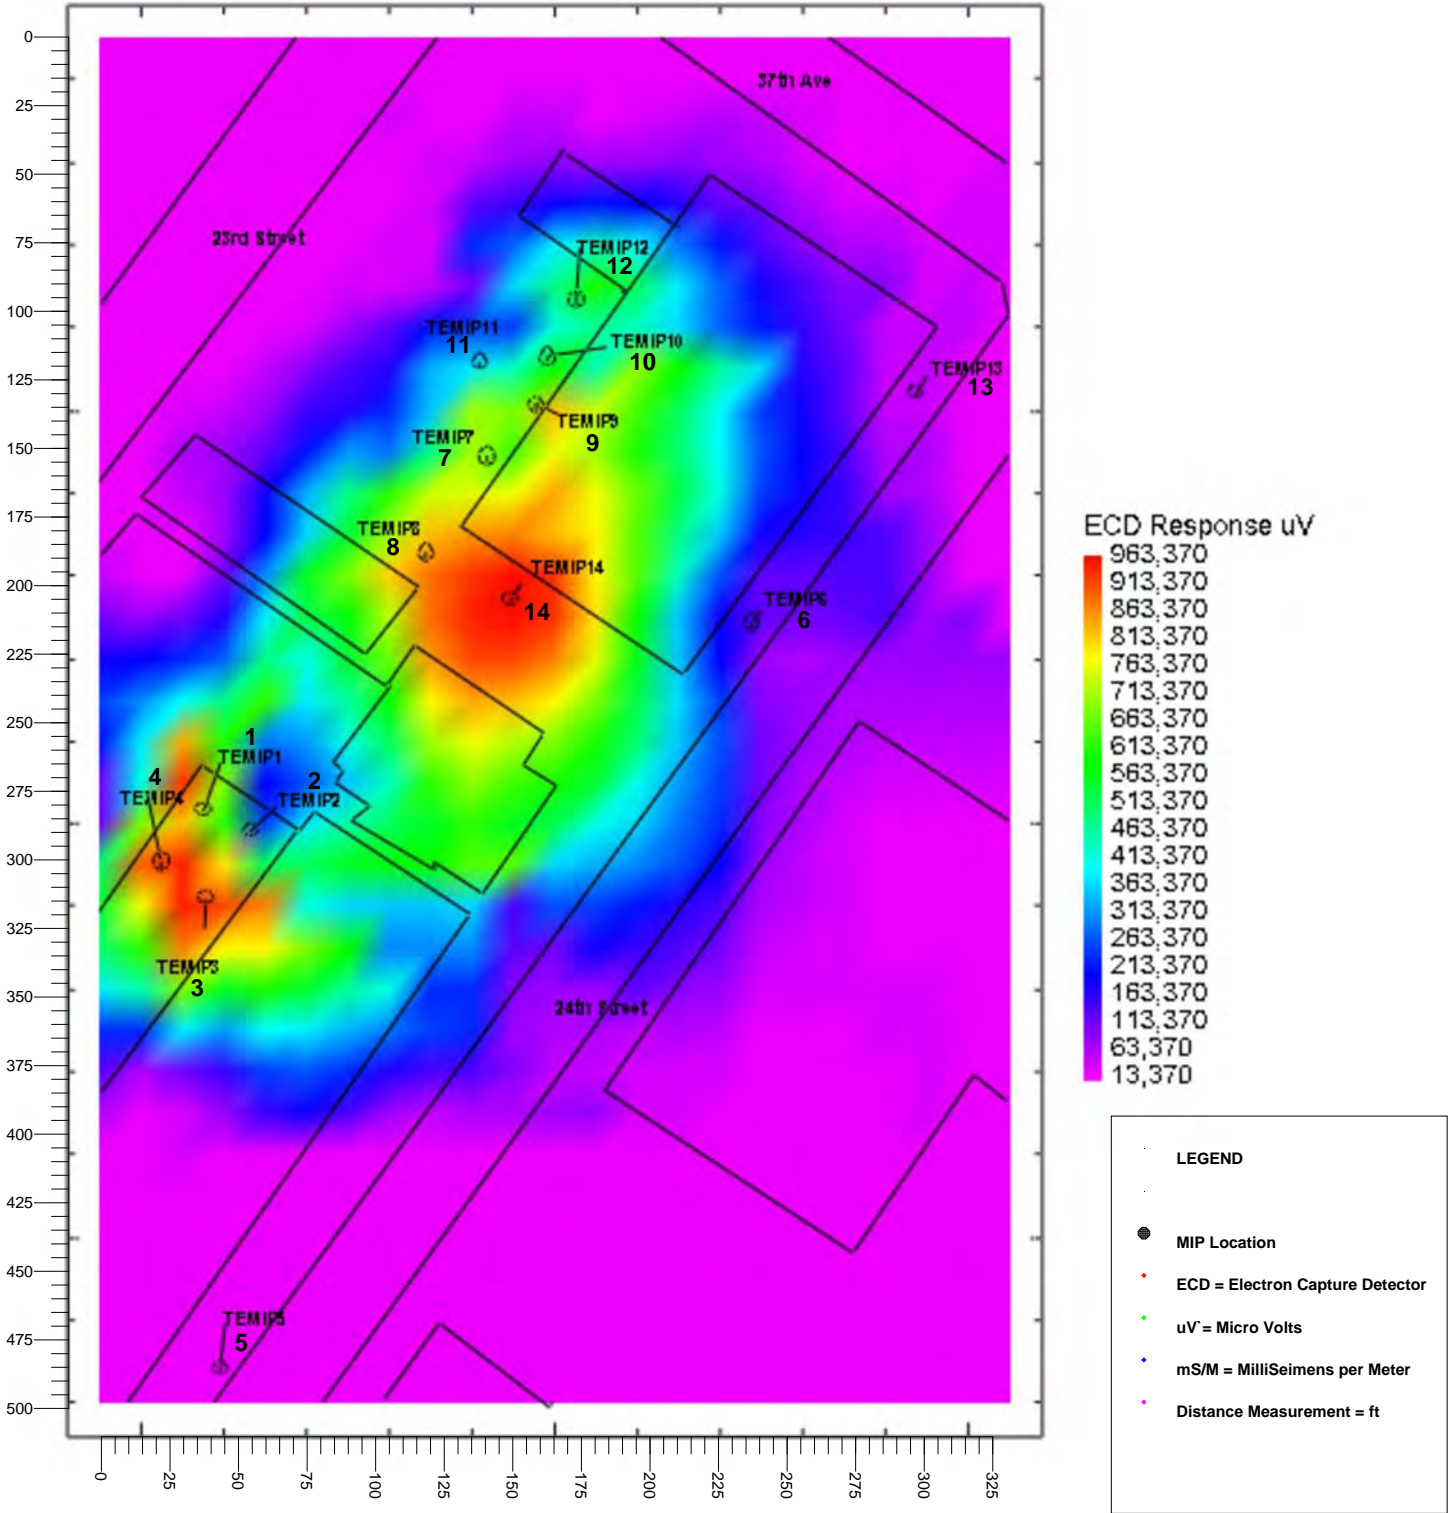 0
25
50
75
100
125
150
175
200
225
250
275
300
325
350
375
400
425
450
475
500
37th Ave
23rd Street
TEMIP12
12
TEMIP11
11
TEMIP10
10
TEMIP13
13
TEMIP9
9
TEMIP7
7
TEMIP8
8
TEMIP14
14
TEMIP6
6
1
TEMIP1
4
TEMIP4
2
TEMIP2
TEMIP3
3
24th Street
TEMIP5
5
0
25
50
75
100
125
150
175
200
225
250
275
300
325
ECD Response uV
963,370
913,370
863,370
813,370
763,370
713,370
663,370
613,370
563,370
513,370
463,370
413,370
363,370
313,370
263,370
213,370
163,370
113,370
63,370
13,370
LEGEND
MIP Location
ECD = Electron Capture Detector
uV`= Micro Volts
mS/M = MilliSeimens per Meter
Distance Measurement = ft